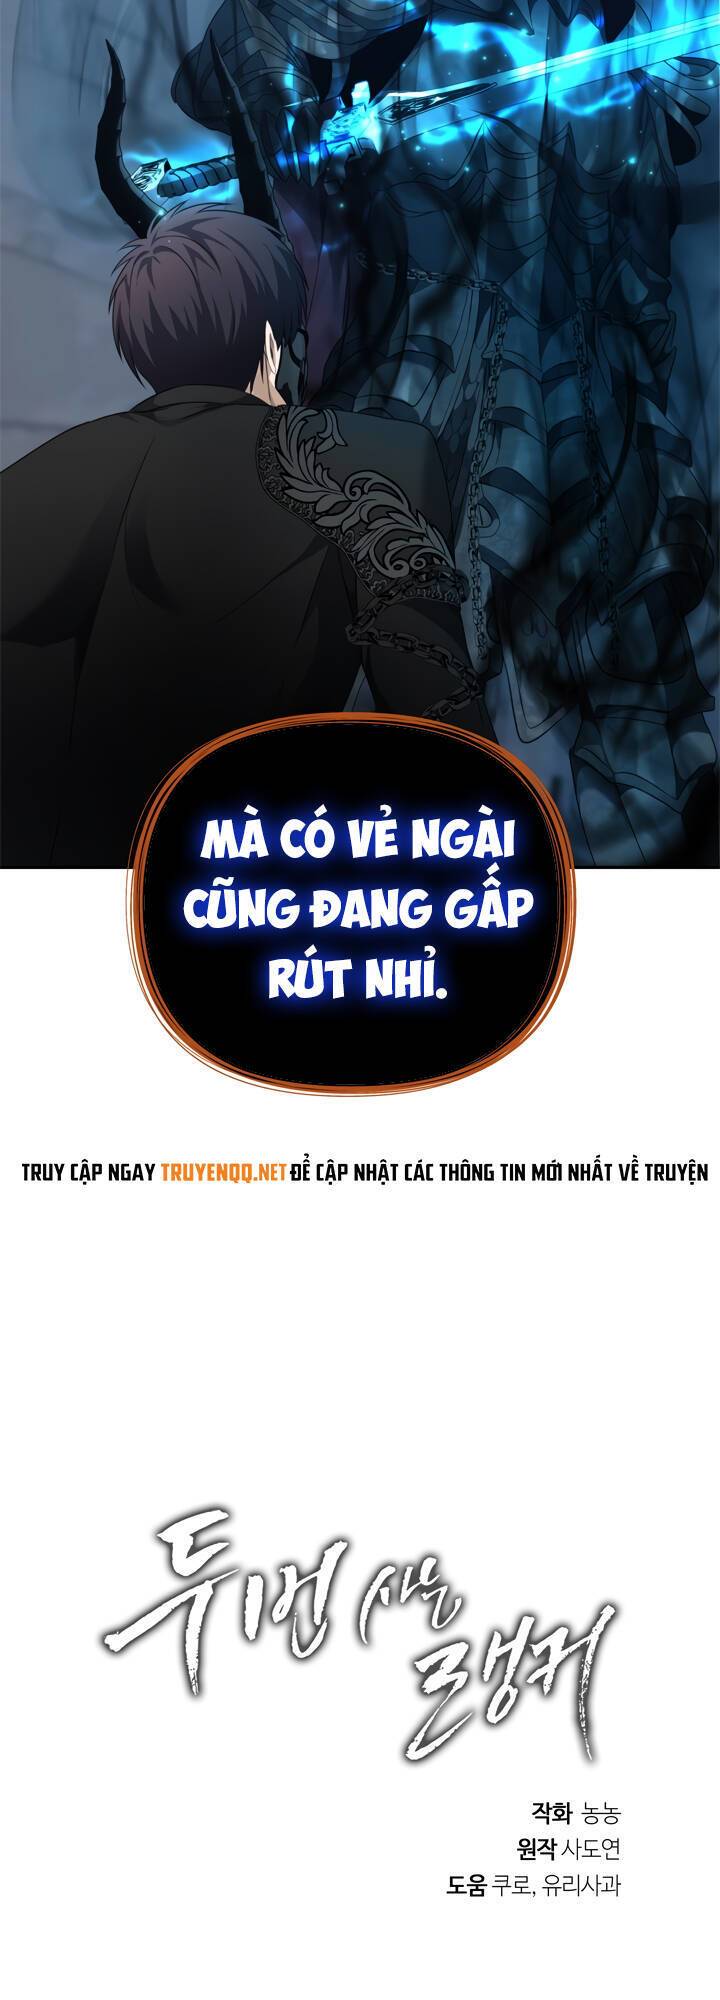 MÀ CÓ VẺ NGÀI
CŨNG ĐANG GẤP
RÚT NHỈ.
TRUY CẬP NGAY TRUYENQQ.NET ĐỂ CẬP NHẬT CÁC THÔNG TIN MỚI NHẤT VỀ TRUYỆN
두 번 사는
랭커
작화 농농
원작 사도연
도움 쿠로, 유리사과